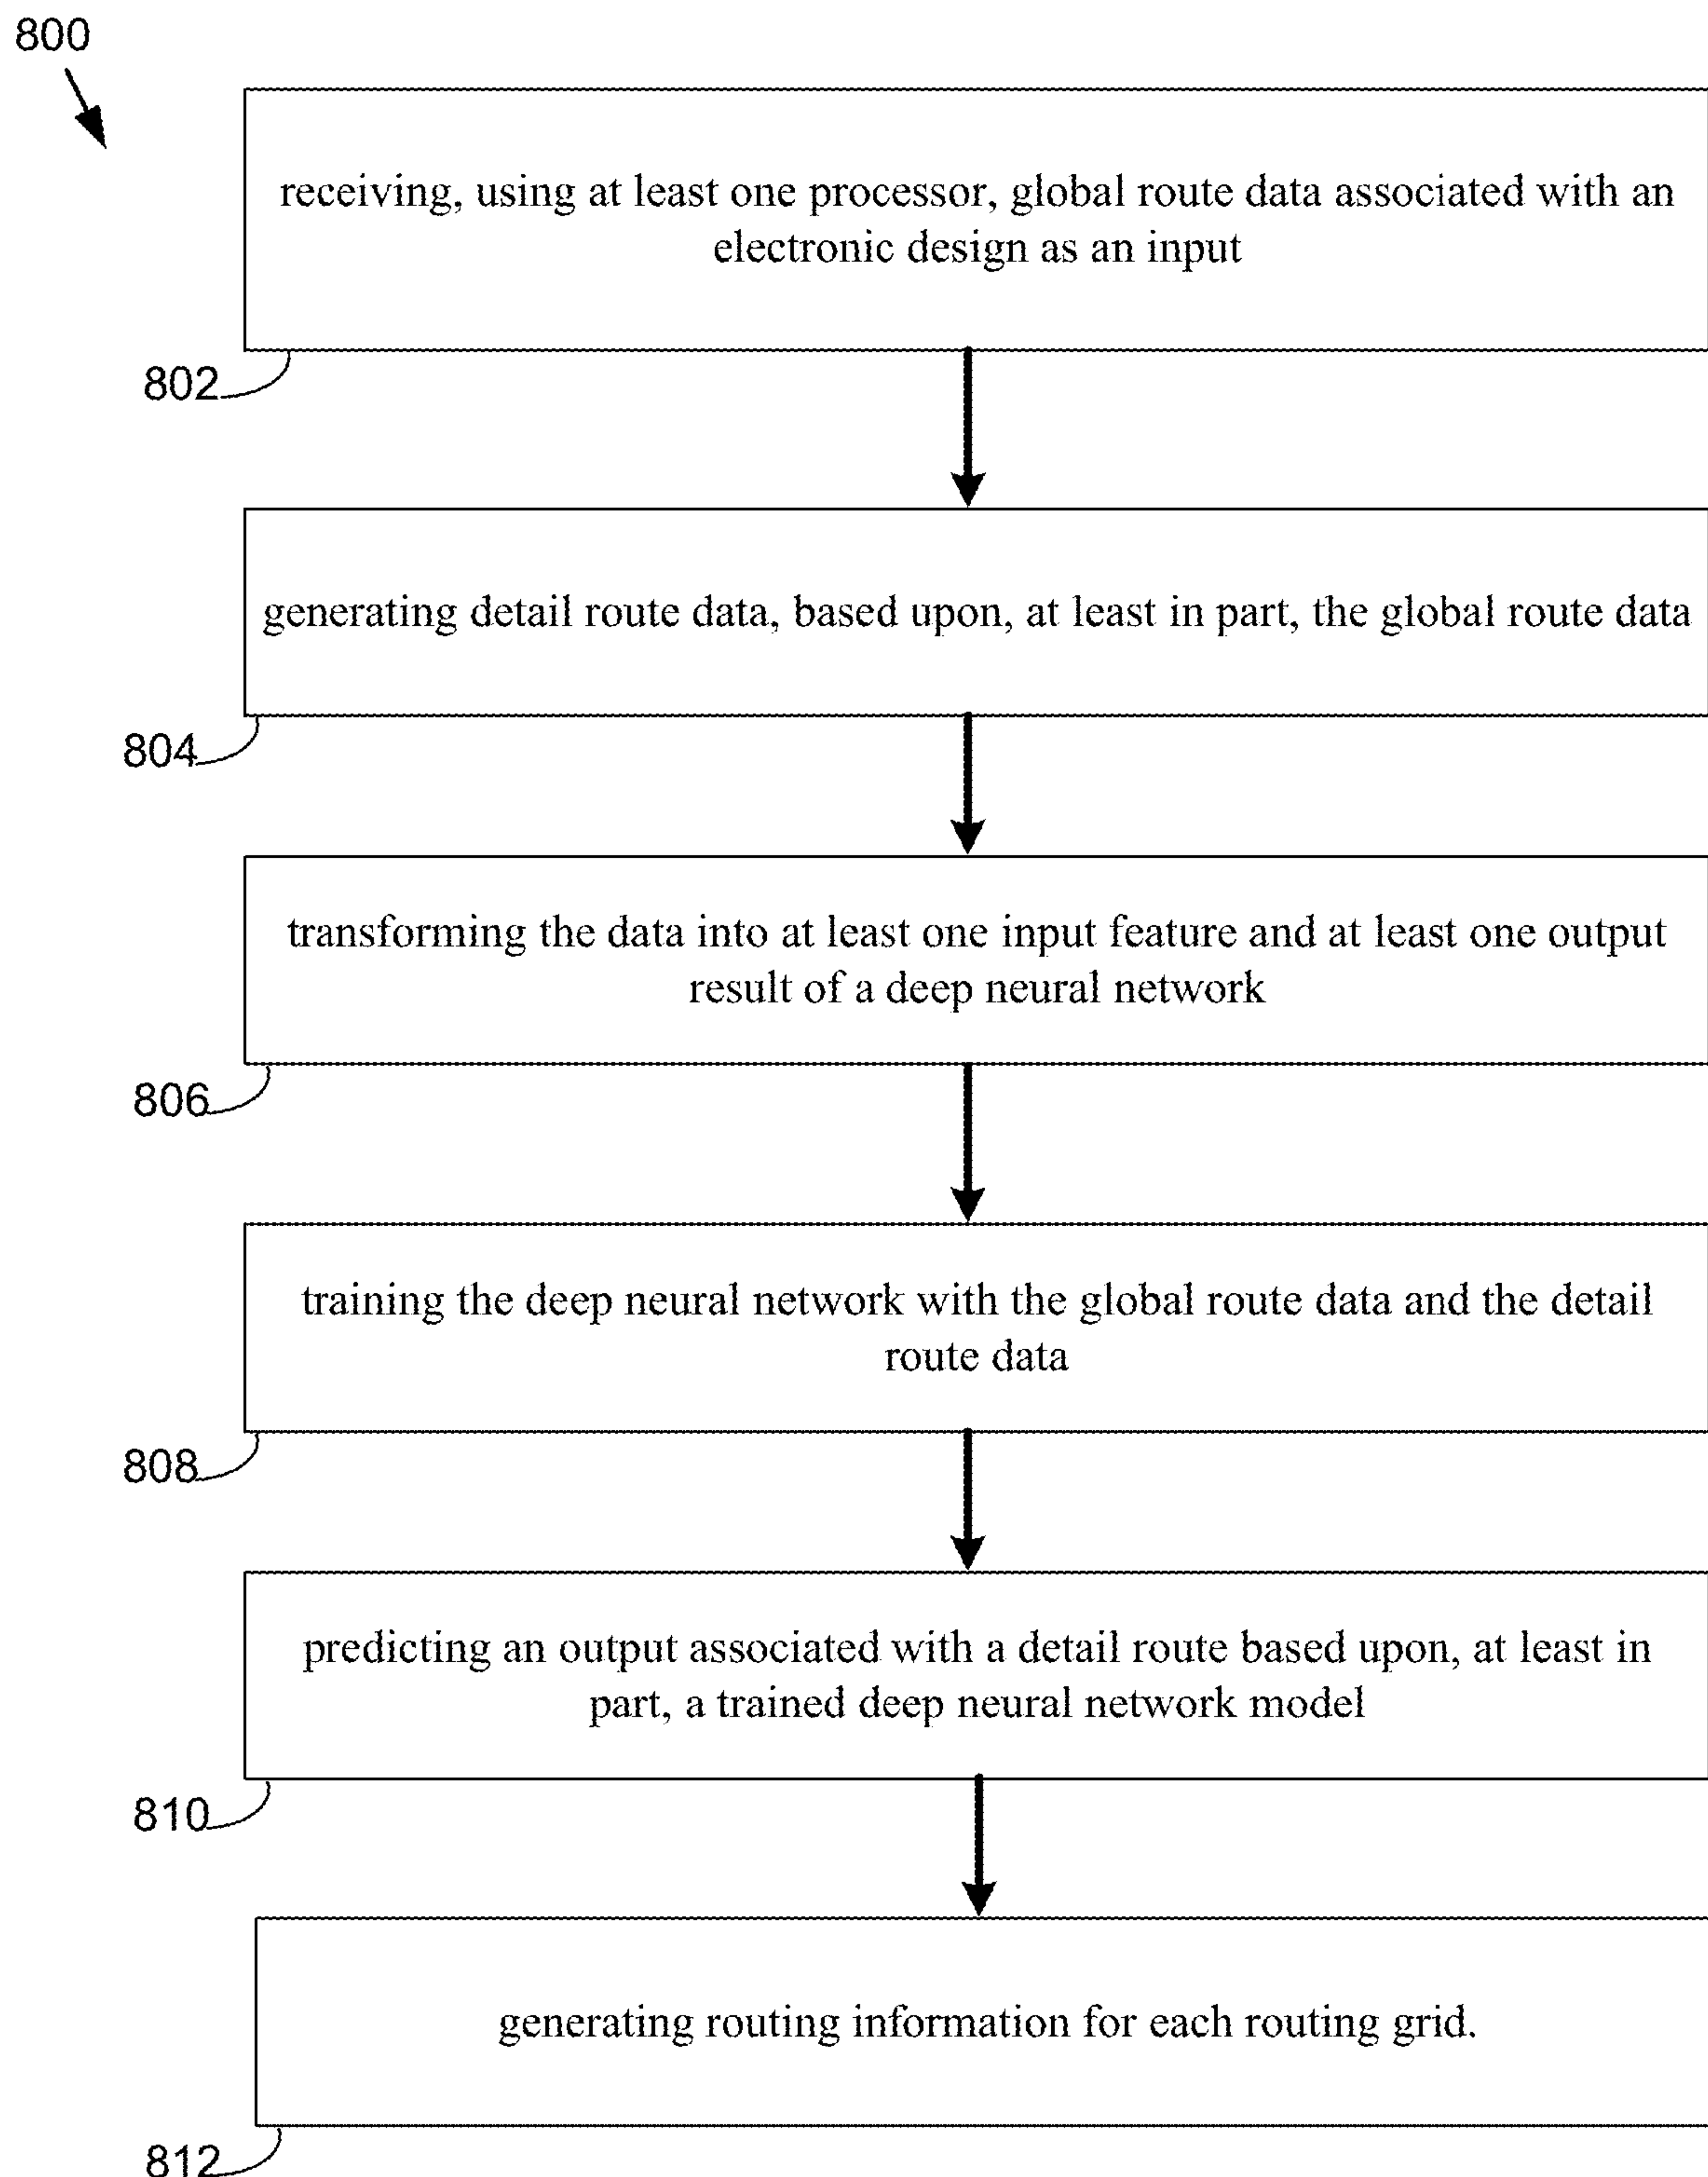 800
receiving, using at least one processor, global route data associated with an
electronic design as an input
802
generating detail route data, based upon, at least in part, the global route data
804
transforming the data into at least one input feature and at least one output
result of a deep neural network
806
training the deep neural network with the global route data and the detail
route data
808
predicting an output associated with a detail route based upon, at least in
part, a trained deep neural network model
810
generating routing information for each routing grid.
812